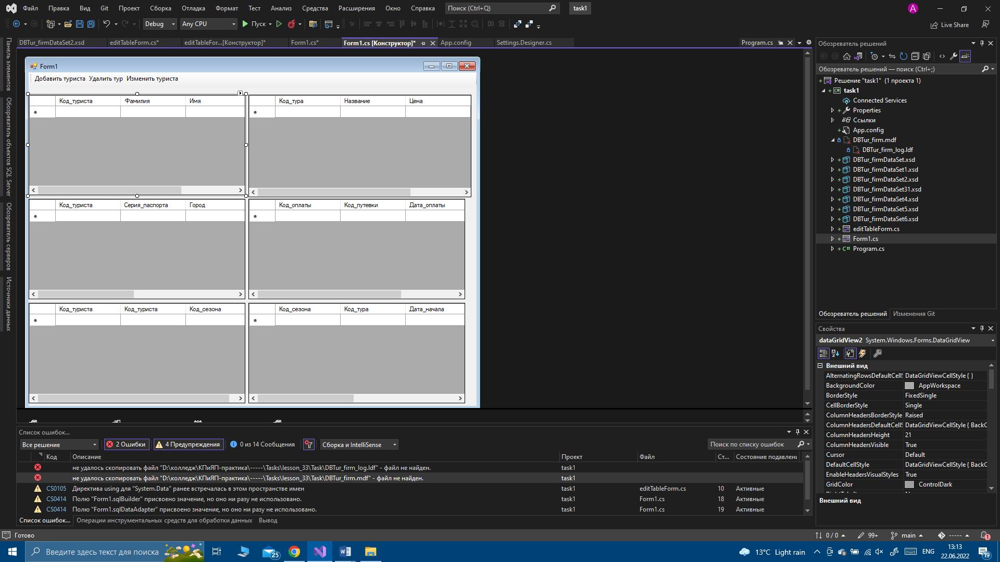 Файл Правка Вид Git Проект Сборка Отладка Формат Тест Анализ Средства Расширения Окно Справка Поиск (Ctrl+Q) task1 A
Debug Any CPU Пуск Live Share
DBTur_firmDataSet2.xsd editTableForm.cs* editTableFor...[Конструктор]* Form1.cs* Form1.cs [Конструктор]* App.config Settings.Designer.cs Program.cs
Панель элементов
Обозреватель объектов SQL Server
Обозреватель серверов
Источники данных
Form1
Добавить туриста Удалить тур Изменить туриста
Код_туриста Фамилия Имя
Код_тура Название Цена
Код_туриста Серия_паспорта Город
Код_оплаты Код_путевки Дата_оплаты
Код_туриста Код_туриста Код_сезона
Код_сезона Код_тура Дата_начала
Список ошибок...
Все решение 2 Ошибки 4 Предупреждения 0 из 14 Сообщения Сборка и IntelliSense Поиск по списку ошибок
Код Описание Проект Файл Ст... Состояние подавлени
не удалось скопировать файл "D:\колледж\КПиЯП-практика\-----\Tasks\lesson_33\Task\DBTur_firm_log.ldf" - файл не найден. task1
не удалось скопировать файл "D:\колледж\КПиЯП-практика\-----\Tasks\lesson_33\Task\DBTur_firm.mdf" - файл не найден. task1
CS0105 Директива using для "System.Data" ранее встречалась в этом пространстве имен task1 editTableForm.cs 10 Активные
CS0414 Полю "Form1.sqlBuilder" присвоено значение, но оно ни разу не использовано. task1 Form1.cs 18 Активные
CS0414 Полю "Form1.sqlDataAdapter" присвоено значение, но оно ни разу не использовано. task1 Form1.cs 19 Активные
Список ошибок... Операции инструментальных средств для обработки данных Вывод
Обозреватель решений
Обозреватель решений — поиск (Ctrl+;)
Решение "task1" (1 проекта 1)
task1
Connected Services
Properties
Ссылки
App.config
DBTur_firm.mdf
DBTur_firm_log.ldf
DBTur_firmDataSet.xsd
DBTur_firmDataSet1.xsd
DBTur_firmDataSet2.xsd
DBTur_firmDataSet31.xsd
DBTur_firmDataSet4.xsd
DBTur_firmDataSet5.xsd
DBTur_firmDataSet6.xsd
editTableForm.cs
Form1.cs
C# Program.cs
Обозреватель решений Изменения Git
Свойства
dataGridView2 System.Windows.Forms.DataGridView
Внешний вид
AlternatingRowsDefaultCellS DataGridViewCellStyle { }
BackgroundColor AppWorkspace
BorderStyle FixedSingle
CellBorderStyle Single
ColumnHeadersBorderStyle Raised
ColumnHeadersDefaultCellS DataGridViewCellStyle { BackC
ColumnHeadersHeight 21
ColumnHeadersVisible True
Cursor Default
DefaultCellStyle DataGridViewCellStyle { BackC
EnableHeadersVisualStyles True
GridColor ControlDark
Внешний вид
Готово 0 / 0 99+ main ----- 1
Введите здесь текст для поиска 25 13°C Light rain ENG 13:13
22.06.2022 19